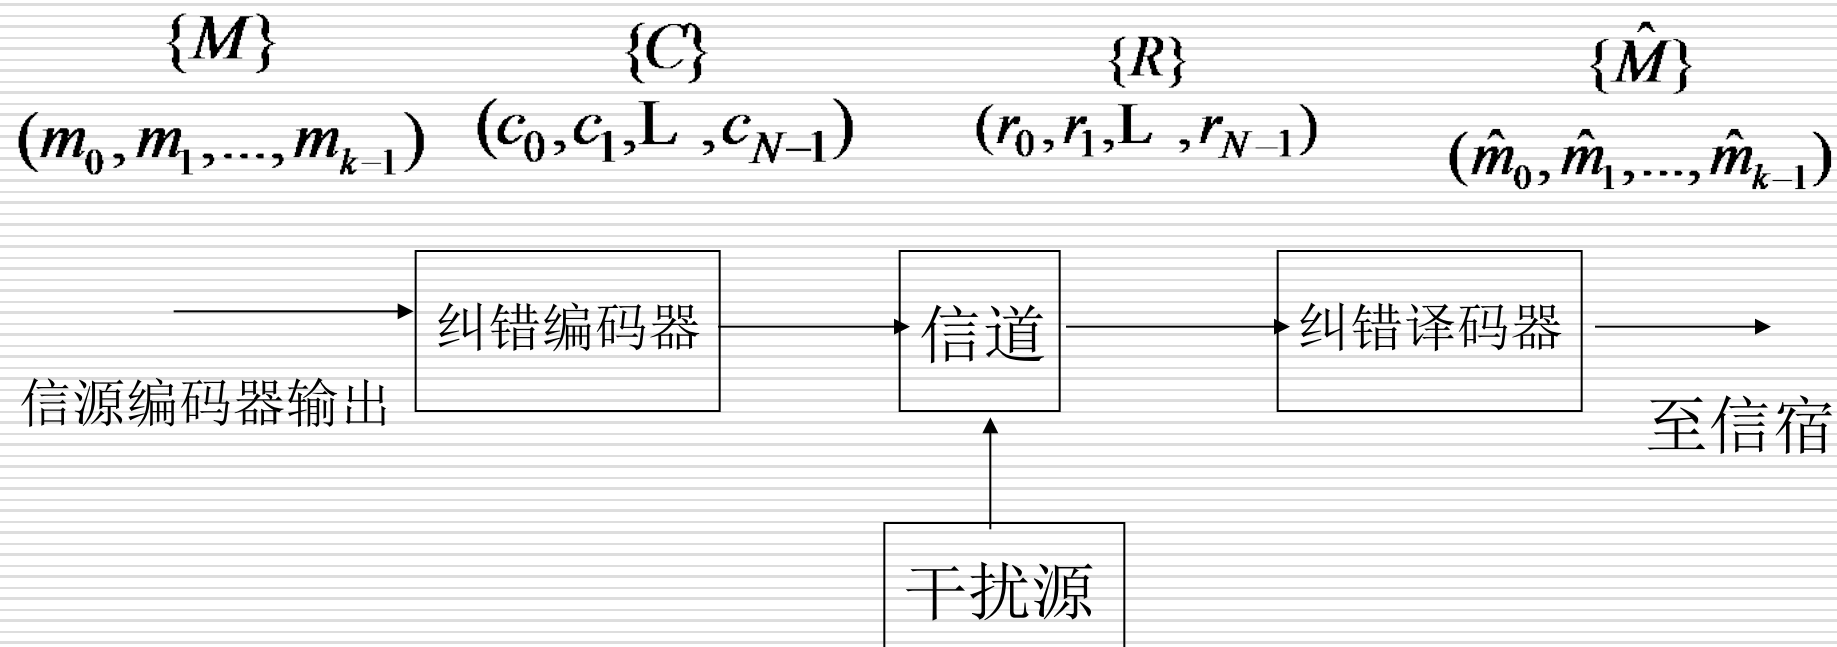 {M} {C} {R} {M̂}
(m₀, m₁,..., mₖ₋₁) (c₀,c₁,L ,c_{N−1}) (r₀,r₁,L ,r_{N−1}) (m̂₀, m̂₁,..., m̂ₖ₋₁)
纠错编码器 信道 纠错译码器
信源编码器输出 至信宿
干扰源